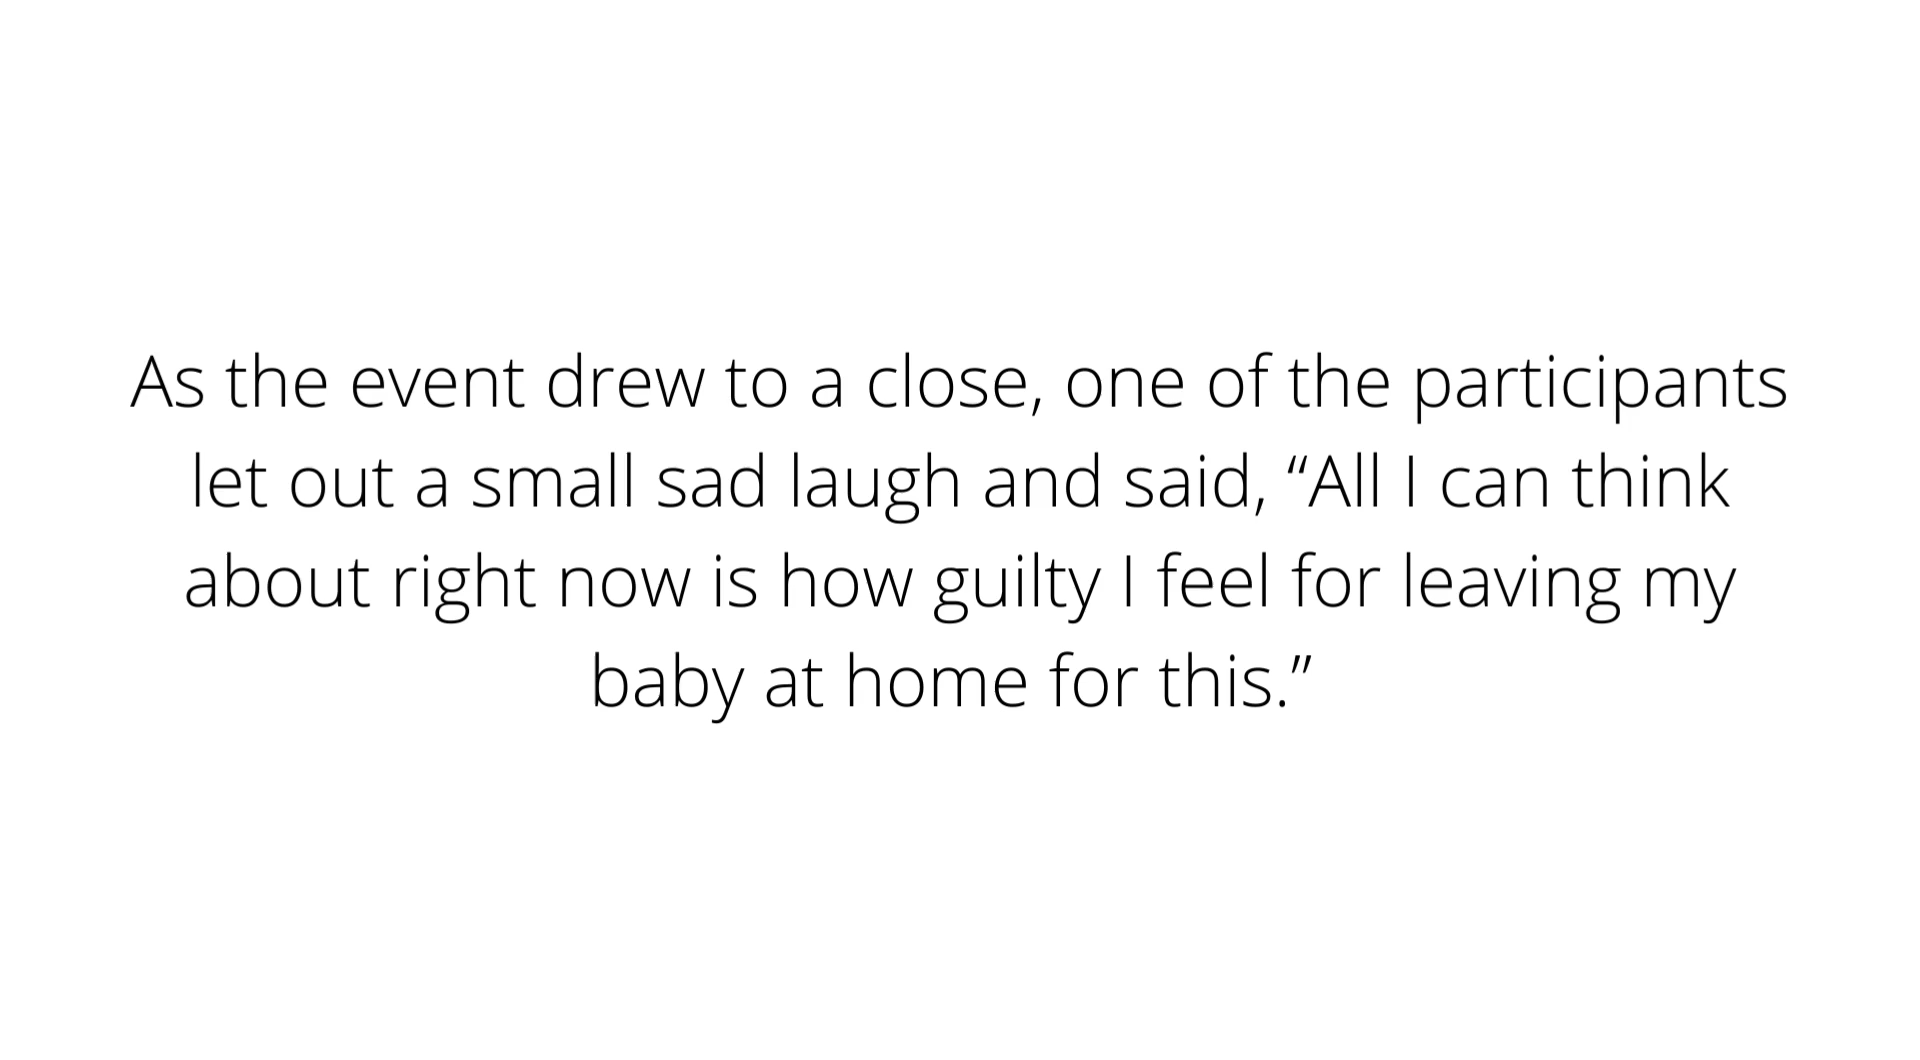 As the event drew to a close, one of the participants
let out a small sad laugh and said, “All I can think
about right now is how guilty I feel for leaving my
baby at home for this.”